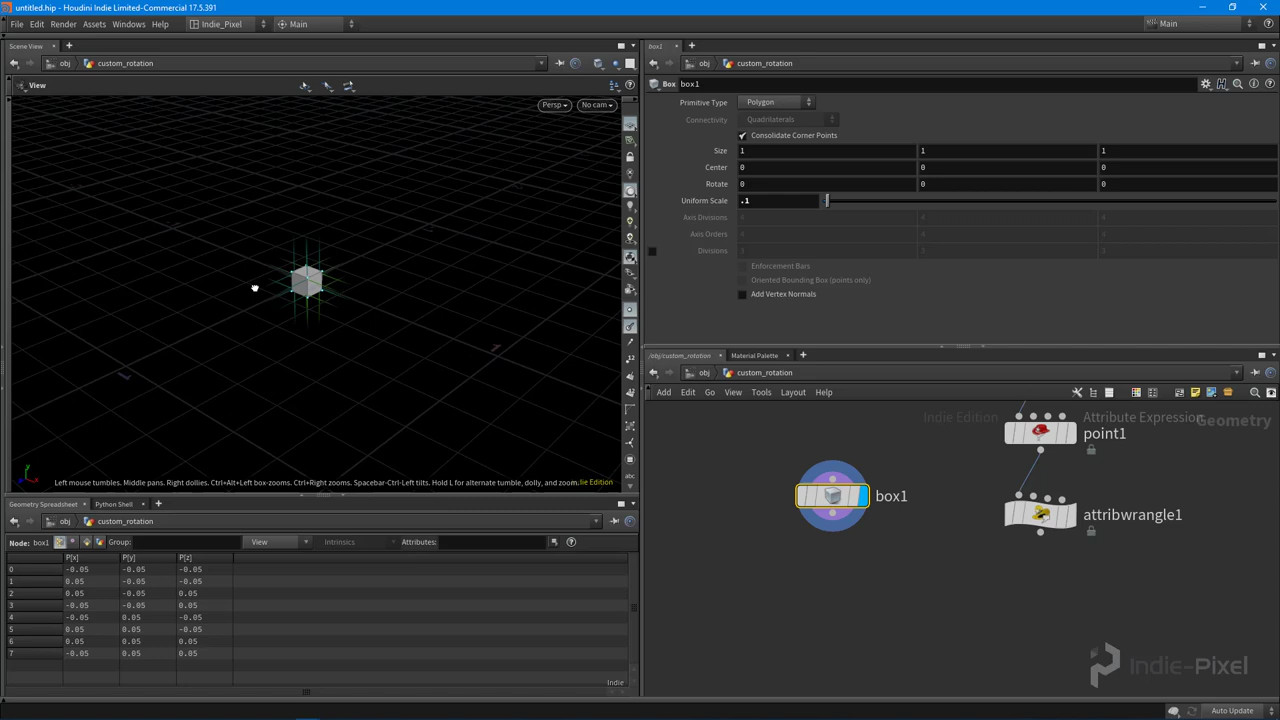 untitled.hip - Houdini Indie Limited-Commercial 17.5.391
File Edit Render Assets Windows Help Indie_Pixel Main Main
Scene View
obj custom_rotation
View
Persp No cam
Left mouse tumbles. Middle pans. Right dollies. Ctrl+Alt+Left box-zooms. Ctrl+Right zooms. Spacebar-Ctrl-Left tilts. Hold L for alternate tumble, dolly, and zoom.
Geometry Spreadsheet Python Shell
obj custom_rotation
Node: box1 Group: View Intrinsics Attributes:
P[x] P[y] P[z]
0 -0.05 -0.05 -0.05
1 0.05 -0.05 -0.05
2 0.05 -0.05 0.05
3 -0.05 -0.05 0.05
4 -0.05 0.05 -0.05
5 0.05 0.05 -0.05
6 0.05 0.05 0.05
7 -0.05 0.05 0.05
Indie
box1
obj custom_rotation
Box box1
Primitive Type Polygon
Connectivity Quadrilaterals
Consolidate Corner Points
Size 1 1 1
Center 0 0 0
Rotate 0 0 0
Uniform Scale .1
Axis Divisions 4 4 4
Axis Orders 4 4 4
Divisions 3 3 3
Enforcement Bars
Oriented Bounding Box (points only)
Add Vertex Normals
/obj/custom_rotation Material Palette
obj custom_rotation
Add Edit Go View Tools Layout Help
Indie Edition Attribute Expression Geometry
point1
box1
attribwrangle1
Indie-Pixel
Auto Update